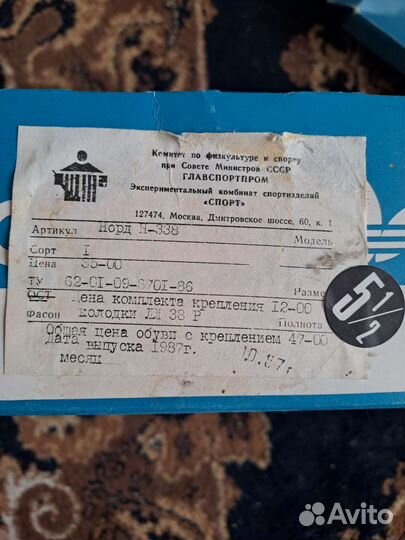 Комитет по физкультуре и спорту
при Совете Министров СССР
ГЛАВСПОРТПРОМ
Экспериментальный комбинат спортизделий
«СПОРТ»
127474, Москва, Дмитровское шоссе, 60, к. 1
Артикул Норд Н-338 Модель
Сорт I
Цена 35-00
ТУ 62-01-09-0701-86 Разме
ОСТ Цена комплекта крепления 12-00
Фасон колодки ЛЛ 38 Р Полнота
Общая цена обуви с креплением 47-00
Дата выпуска 1987г. 10.87г
месяц
5 1/2
Avito